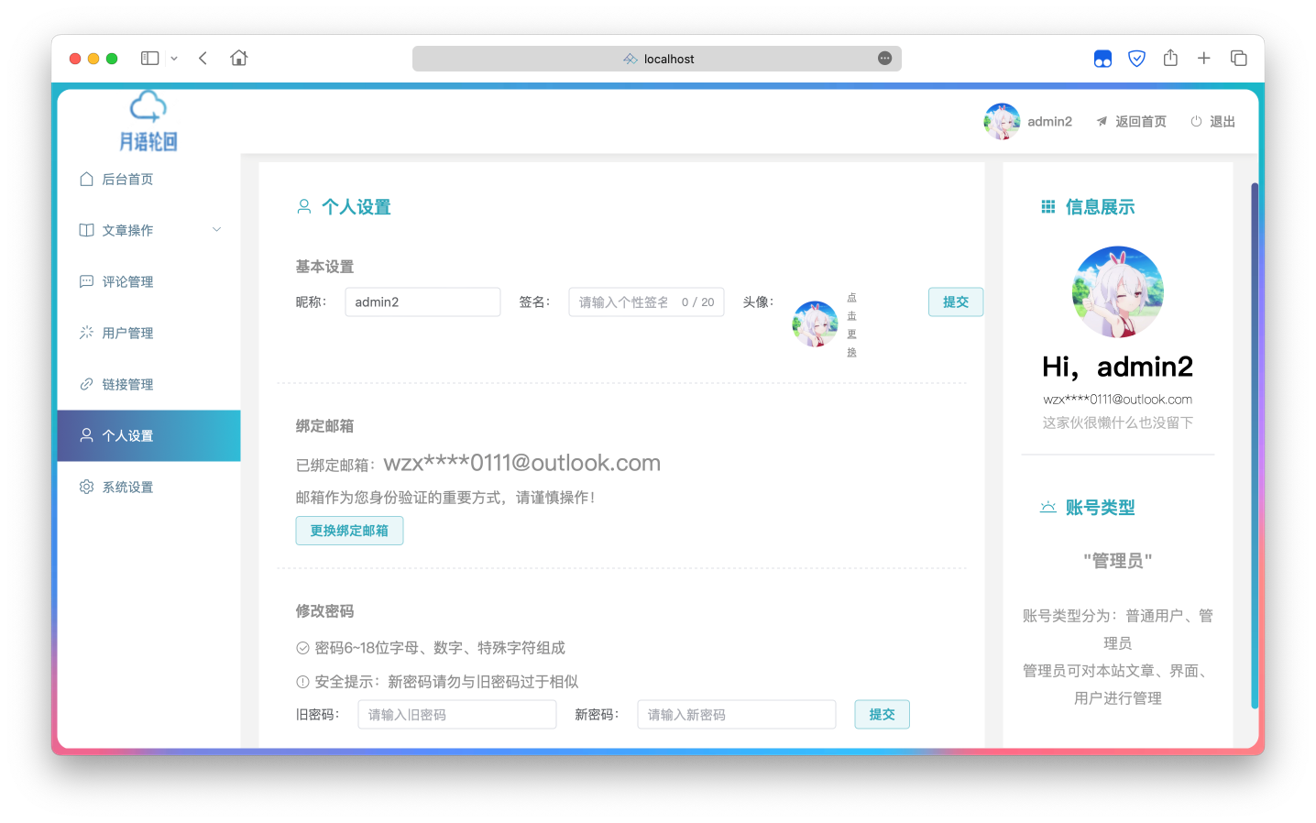 localhost
月语轮回
admin2
返回首页
退出
后台首页
文章操作
评论管理
用户管理
链接管理
个人设置
系统设置
个人设置
基本设置
昵称： admin2 签名： 请输入个性签名 0 / 20 头像： 提交
点
击
更
换
绑定邮箱
已绑定邮箱：wzx****0111@outlook.com
邮箱作为您身份验证的重要方式，请谨慎操作！
更换绑定邮箱
修改密码
密码6~18位字母、数字、特殊字符组成
安全提示：新密码请勿与旧密码过于相似
旧密码： 请输入旧密码 新密码： 请输入新密码 提交
信息展示
Hi，admin2
wzx****0111@outlook.com
这家伙很懒什么也没留下
账号类型
"管理员"
账号类型分为：普通用户、管
理员
管理员可对本站文章、界面、
用户进行管理